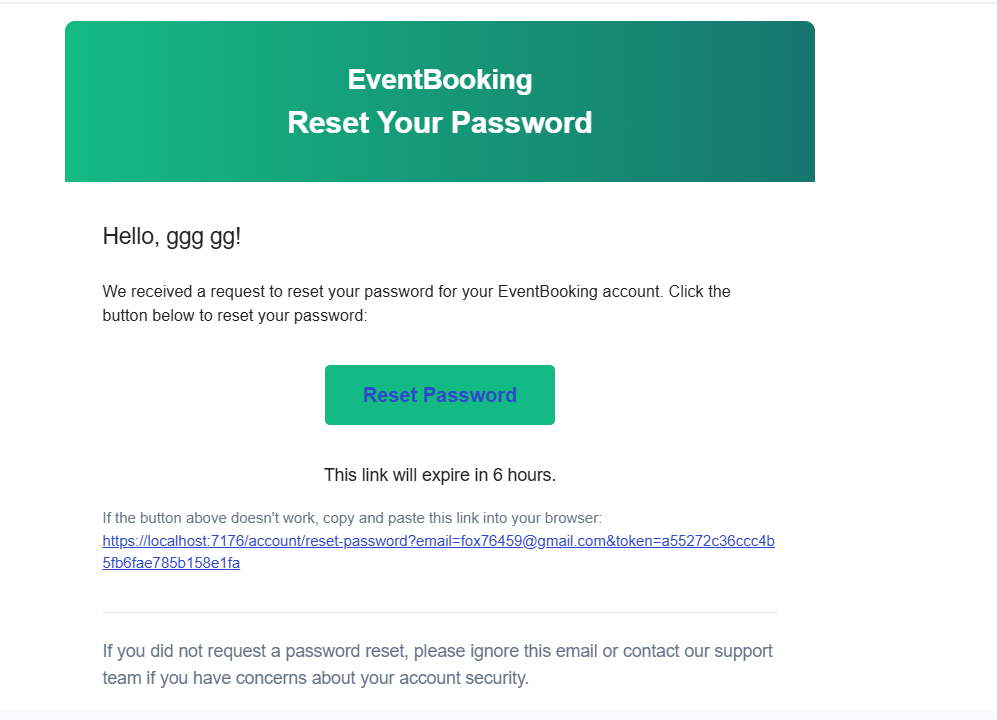 EventBooking
Reset Your Password
Hello, ggg gg!
We received a request to reset your password for your EventBooking account. Click the
button below to reset your password:
Reset Password
This link will expire in 6 hours.
If the button above doesn't work, copy and paste this link into your browser:
https://localhost:7176/account/reset-password?email=fox76459@gmail.com&token=a55272c36ccc4b
5fb6fae785b158e1fa
If you did not request a password reset, please ignore this email or contact our support
team if you have concerns about your account security.